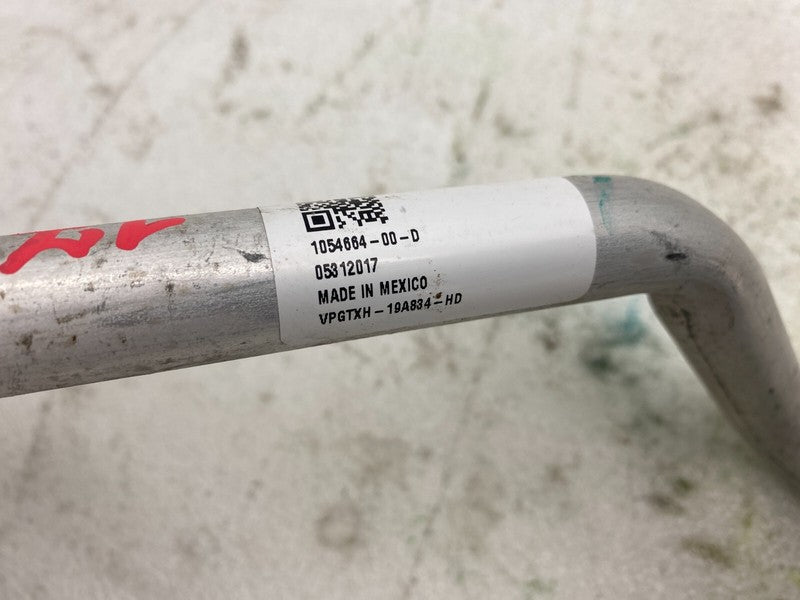 1054664-00-D
05312017
MADE IN MEXICO
VPGTXH-19A834-HD